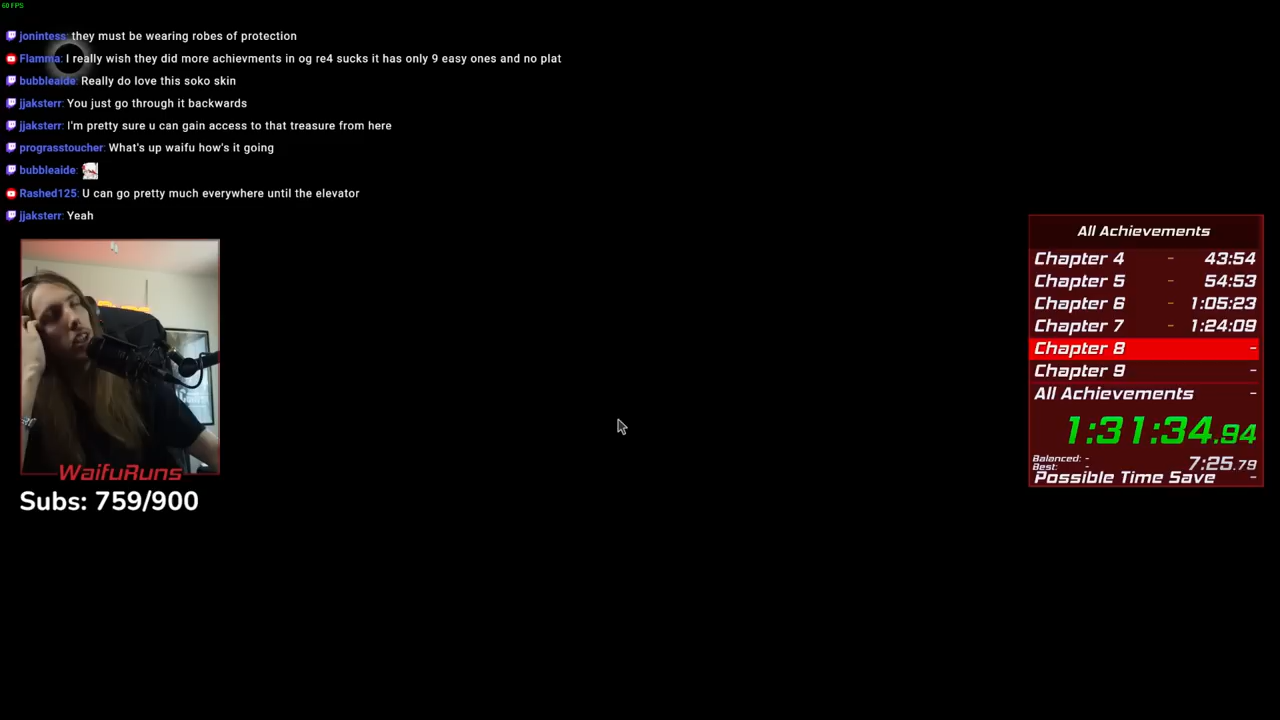 60 FPS
jonintess: they must be wearing robes of protection
Flamma: I really wish they did more achievments in og re4 sucks it has only 9 easy ones and no plat
bubbleaide: Really do love this soko skin
jjaksterr: You just go through it backwards
jjaksterr: I'm pretty sure u can gain access to that treasure from here
prograsstoucher: What's up waifu how's it going
bubbleaide:
Rashed125: U can go pretty much everywhere until the elevator
jjaksterr: Yeah
WaifuRuns
Subs: 759/900
All Achievements
Chapter 4 - 43:54
Chapter 5 - 54:53
Chapter 6 - 1:05:23
Chapter 7 - 1:24:09
Chapter 8 -
Chapter 9 -
All Achievements -
1:31:34.94
Balanced: -
Best: - 7:25.79
Possible Time Save -